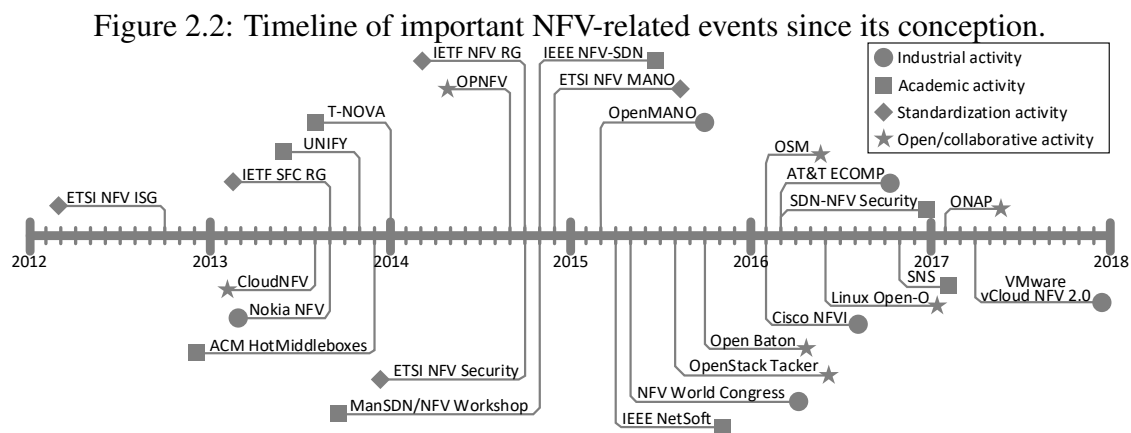 Figure 2.2: Timeline of important NFV-related events since its conception.
IETF NFV RG
IEEE NFV-SDN
Industrial activity
OPNFV
ETSI NFV MANO
Academic activity
T-NOVA
OpenMANO
Standardization activity
UNIFY
OSM
Open/collaborative activity
IETF SFC RG
AT&T ECOMP
ETSI NFV ISG
SDN-NFV Security
ONAP
2012
2013
2014
2015
2016
2017
2018
CloudNFV
SNS
VMware
vCloud NFV 2.0
Linux Open-O
Nokia NFV
Cisco NFVI
ACM HotMiddleboxes
Open Baton
ETSI NFV Security
OpenStack Tacker
ManSDN/NFV Workshop
NFV World Congress
IEEE NetSoft